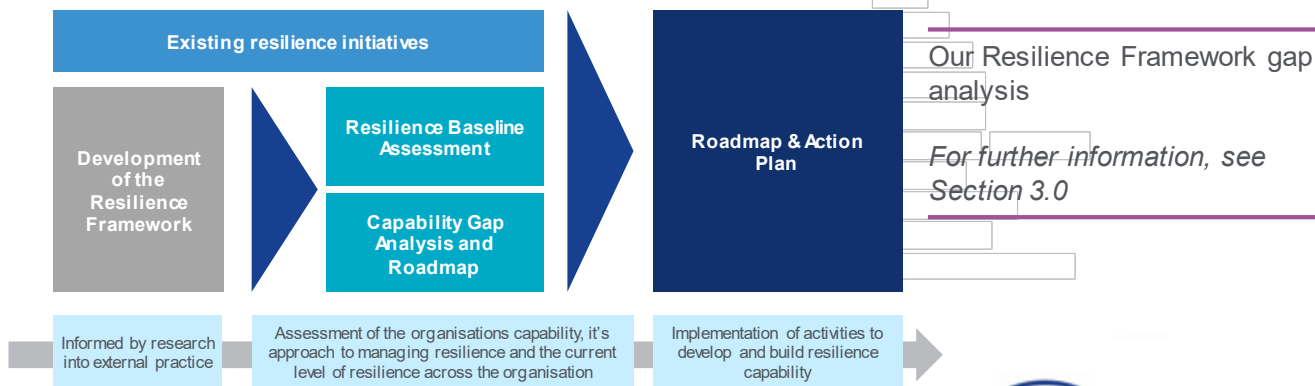 Existing resilience initiatives
Development
of the
Resilience
Framework
Resilience Baseline
Assessment
Capability Gap
Analysis and
Roadmap
Roadmap & Action
Plan
Our Resilience Framework gap
analysis
For further information, see
Section 3.0
Informed by research
into external practice
Assessment of the organisations capability, it's
approach to managing resilience and the current
level of resilience across the organisation
Implementation of activities to
develop and build resilience
capability